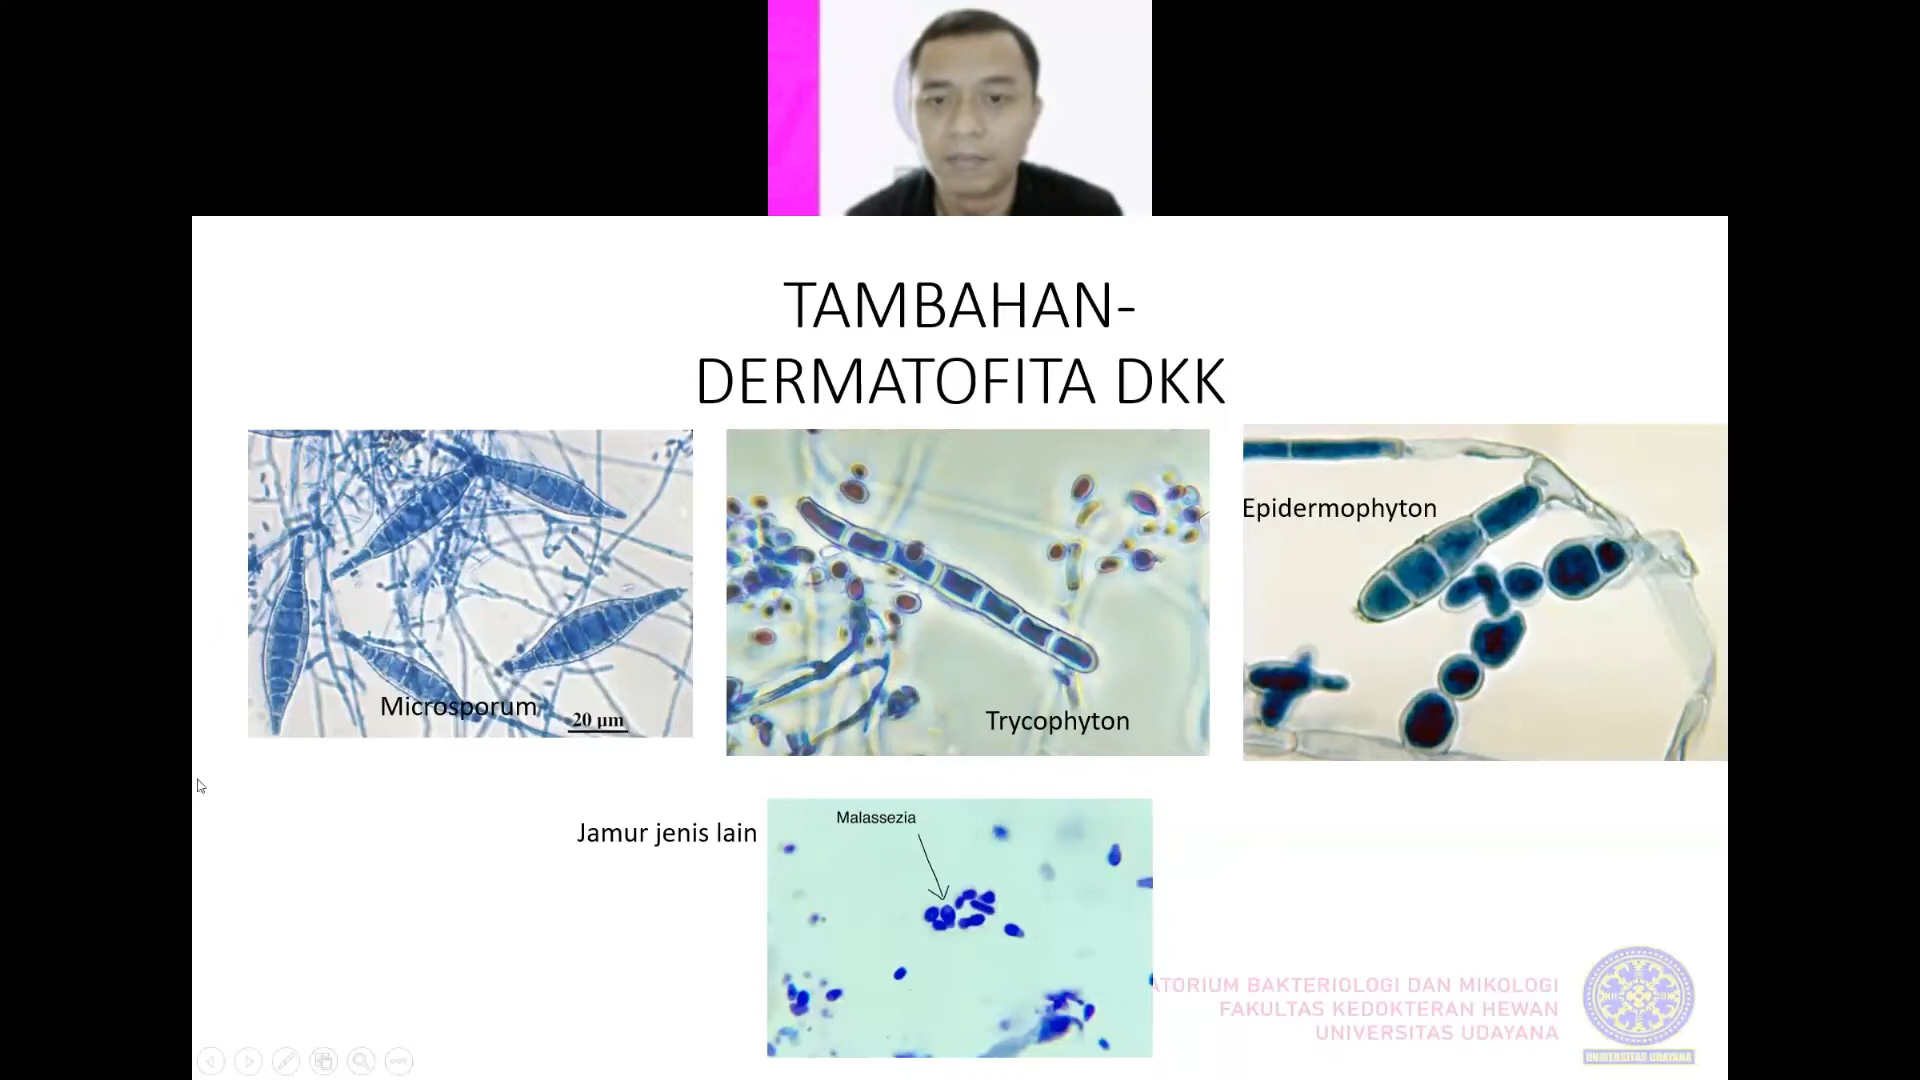 TAMBAHAN-
DERMATOFITA DKK
Epidermophyton
Microsporum
20 µm
Trycophyton
Malassezia
Jamur jenis lain
BAKTERIOLOGI DAN MIKOLOGI
FAKULTAS KEDOKTERAN HEWAN
UNIVERSITAS UDAYANA
UNIVERSITAS UDAYANA